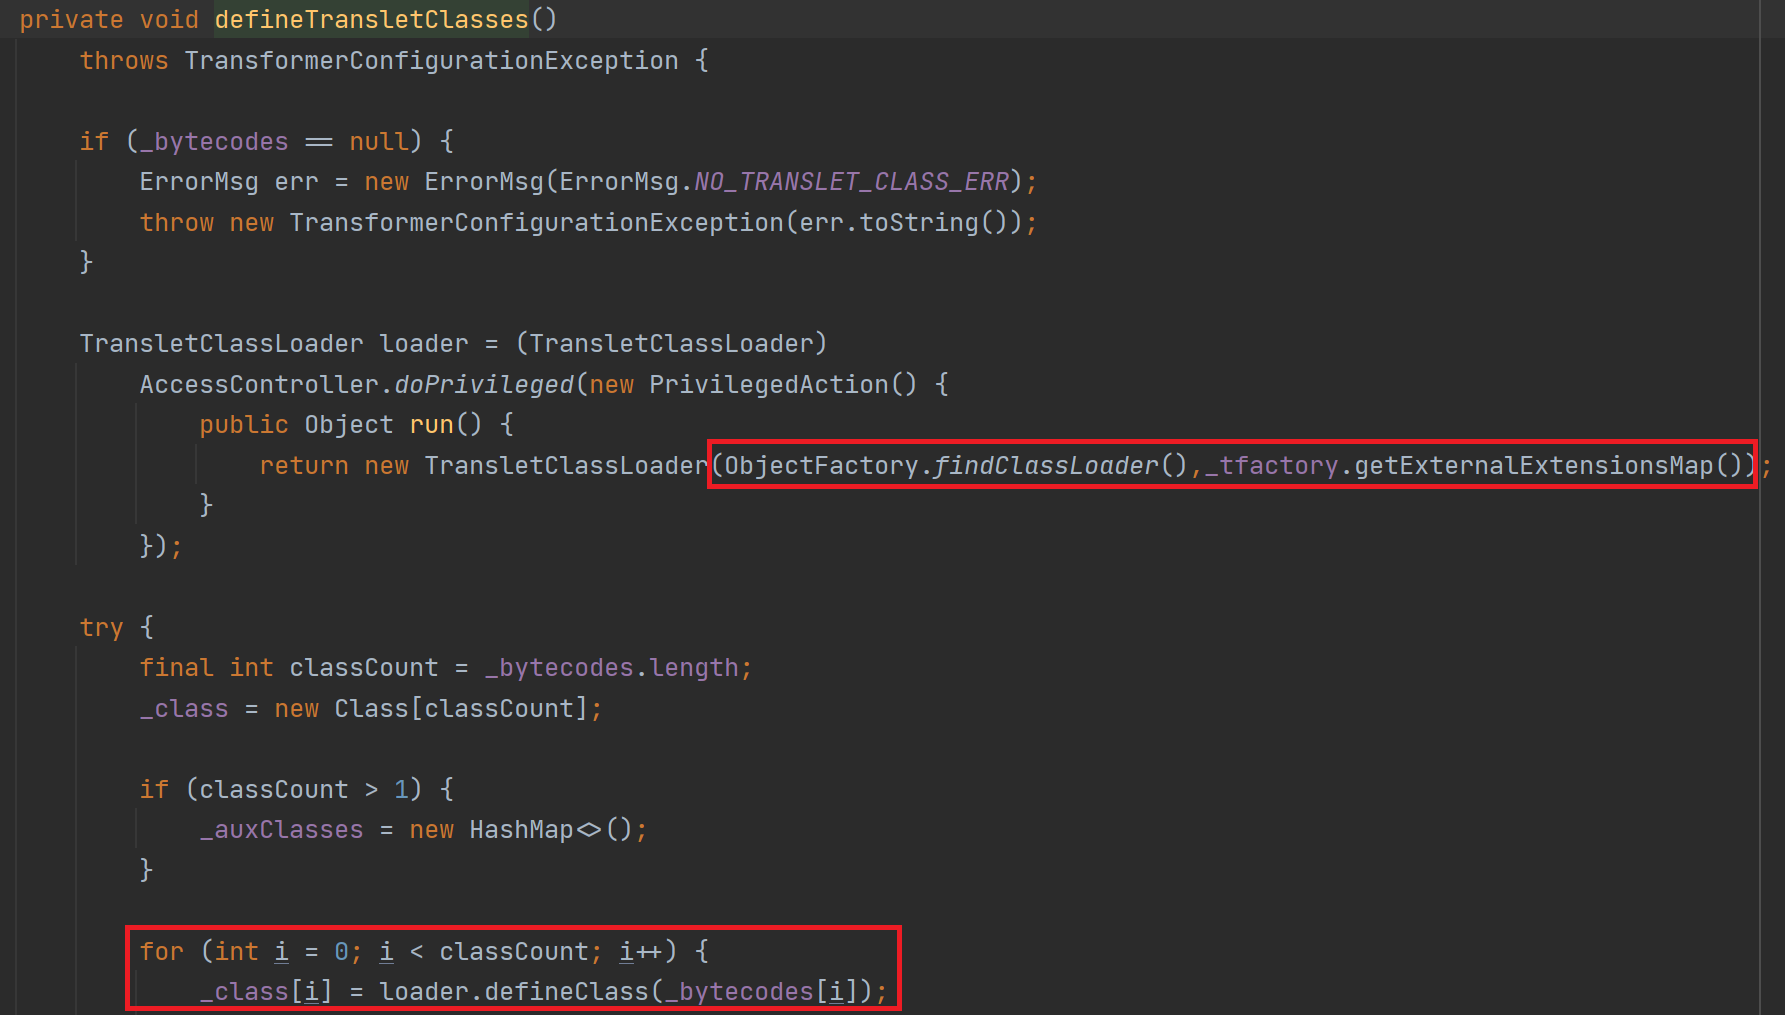 private void defineTransletClasses()
    throws TransformerConfigurationException {

    if (_bytecodes == null) {
        ErrorMsg err = new ErrorMsg(ErrorMsg.NO_TRANSLET_CLASS_ERR);
        throw new TransformerConfigurationException(err.toString());
    }

    TransletClassLoader loader = (TransletClassLoader)
        AccessController.doPrivileged(new PrivilegedAction() {
            public Object run() {
                return new TransletClassLoader(ObjectFactory.findClassLoader(),_tfactory.getExternalExtensionsMap());
            }
        });

    try {
        final int classCount = _bytecodes.length;
        _class = new Class[classCount];

        if (classCount > 1) {
            _auxClasses = new HashMap<>();
        }

        for (int i = 0; i < classCount; i++) {
            _class[i] = loader.defineClass(_bytecodes[i]);